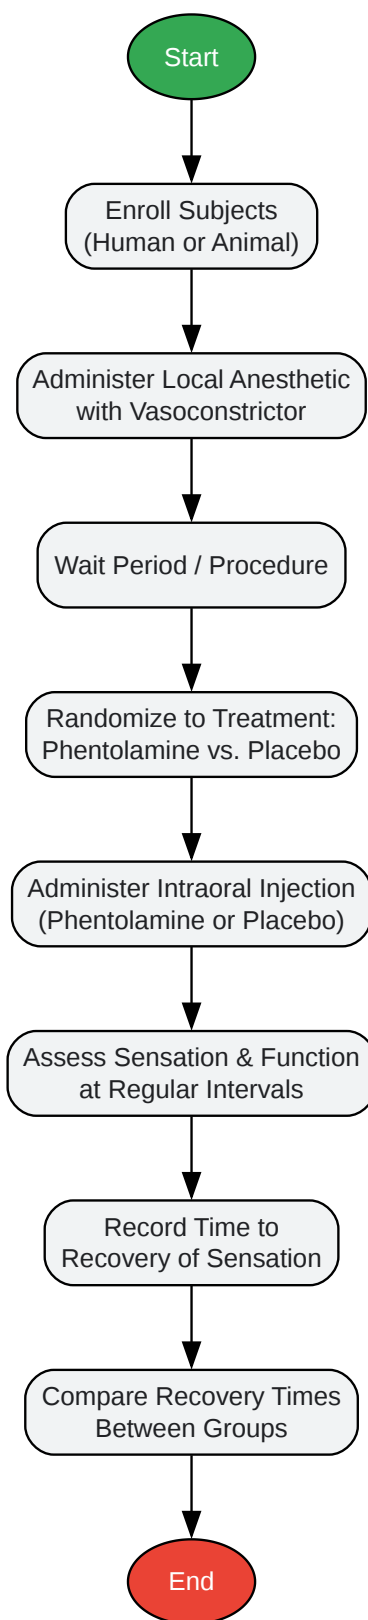 Start
Enroll Subjects
(Human or Animal)
Administer Local Anesthetic
with Vasoconstrictor
Wait Period / Procedure
Randomize to Treatment:
Phentolamine vs. Placebo
Administer Intraoral Injection
(Phentolamine or Placebo)
Assess Sensation & Function
at Regular Intervals
Record Time to
Recovery of Sensation
Compare Recovery Times
Between Groups
End